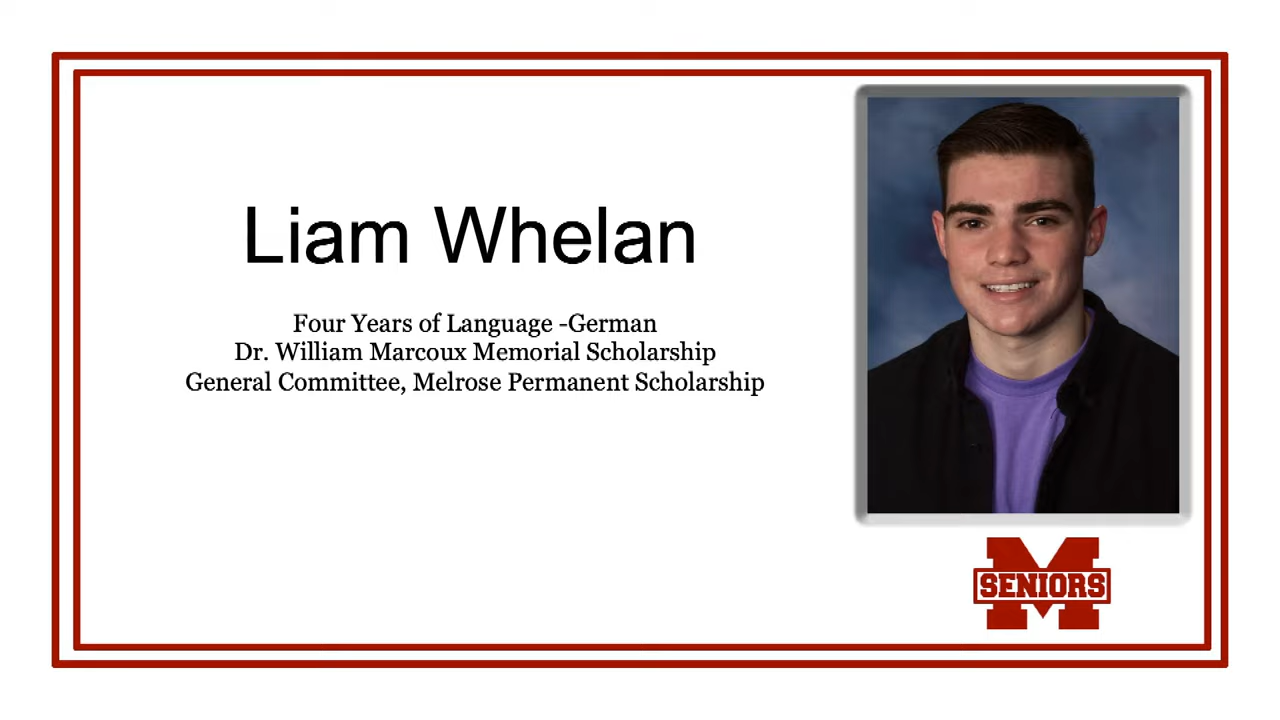 Liam Whelan
Four Years of Language -German
Dr. William Marcoux Memorial Scholarship
General Committee, Melrose Permanent Scholarship
M
SENIORS